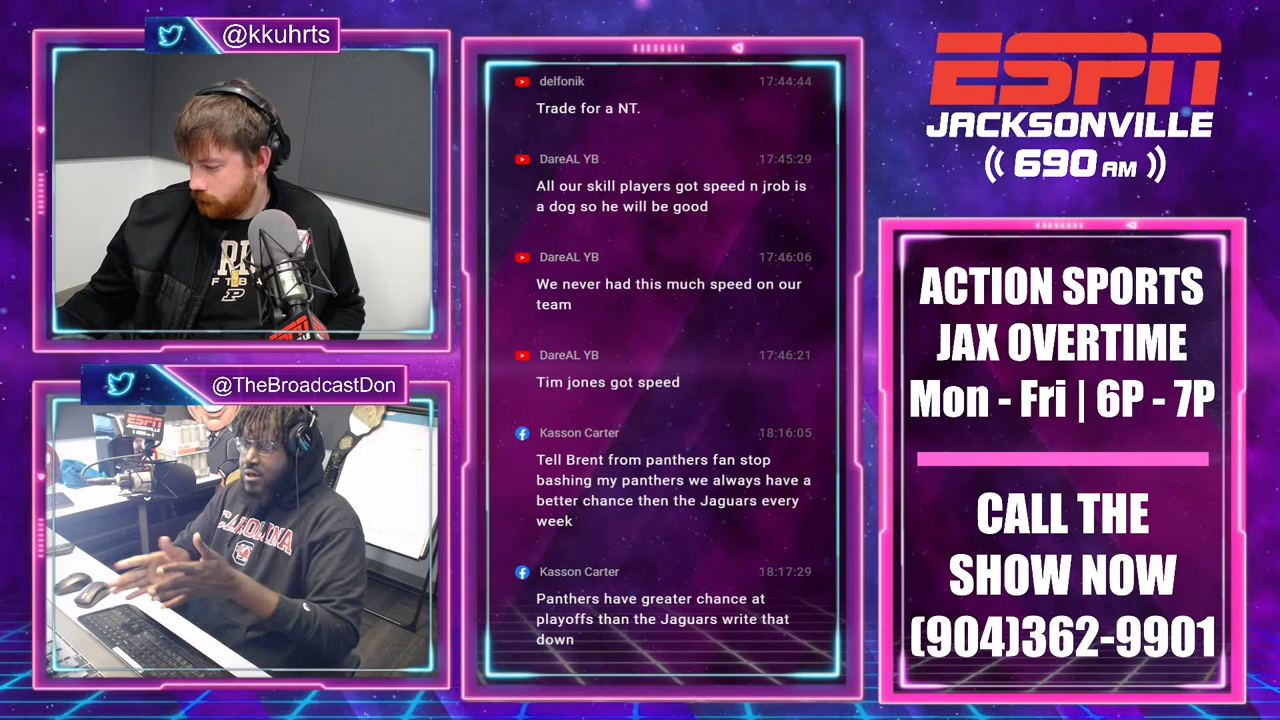 @kkuhrts
RK
FTBA
P
@TheBroadcastDon
ESPN
JACKSONVILLE
CAROLINA
C
delfonik 17:44:44
Trade for a NT.
DareAL YB 17:45:29
All our skill players got speed n jrob is
a dog so he will be good
DareAL YB 17:46:06
We never had this much speed on our
team
DareAL YB 17:46:21
Tim jones got speed
Kasson Carter 18:16:05
Tell Brent from panthers fan stop
bashing my panthers we always have a
better chance then the Jaguars every
week
Kasson Carter 18:17:29
Panthers have greater chance at
playoffs than the Jaguars write that
down
ESPN
JACKSONVILLE
690 AM
ACTION SPORTS
JAX OVERTIME
Mon - Fri | 6P - 7P
CALL THE
SHOW NOW
(904)362-9901